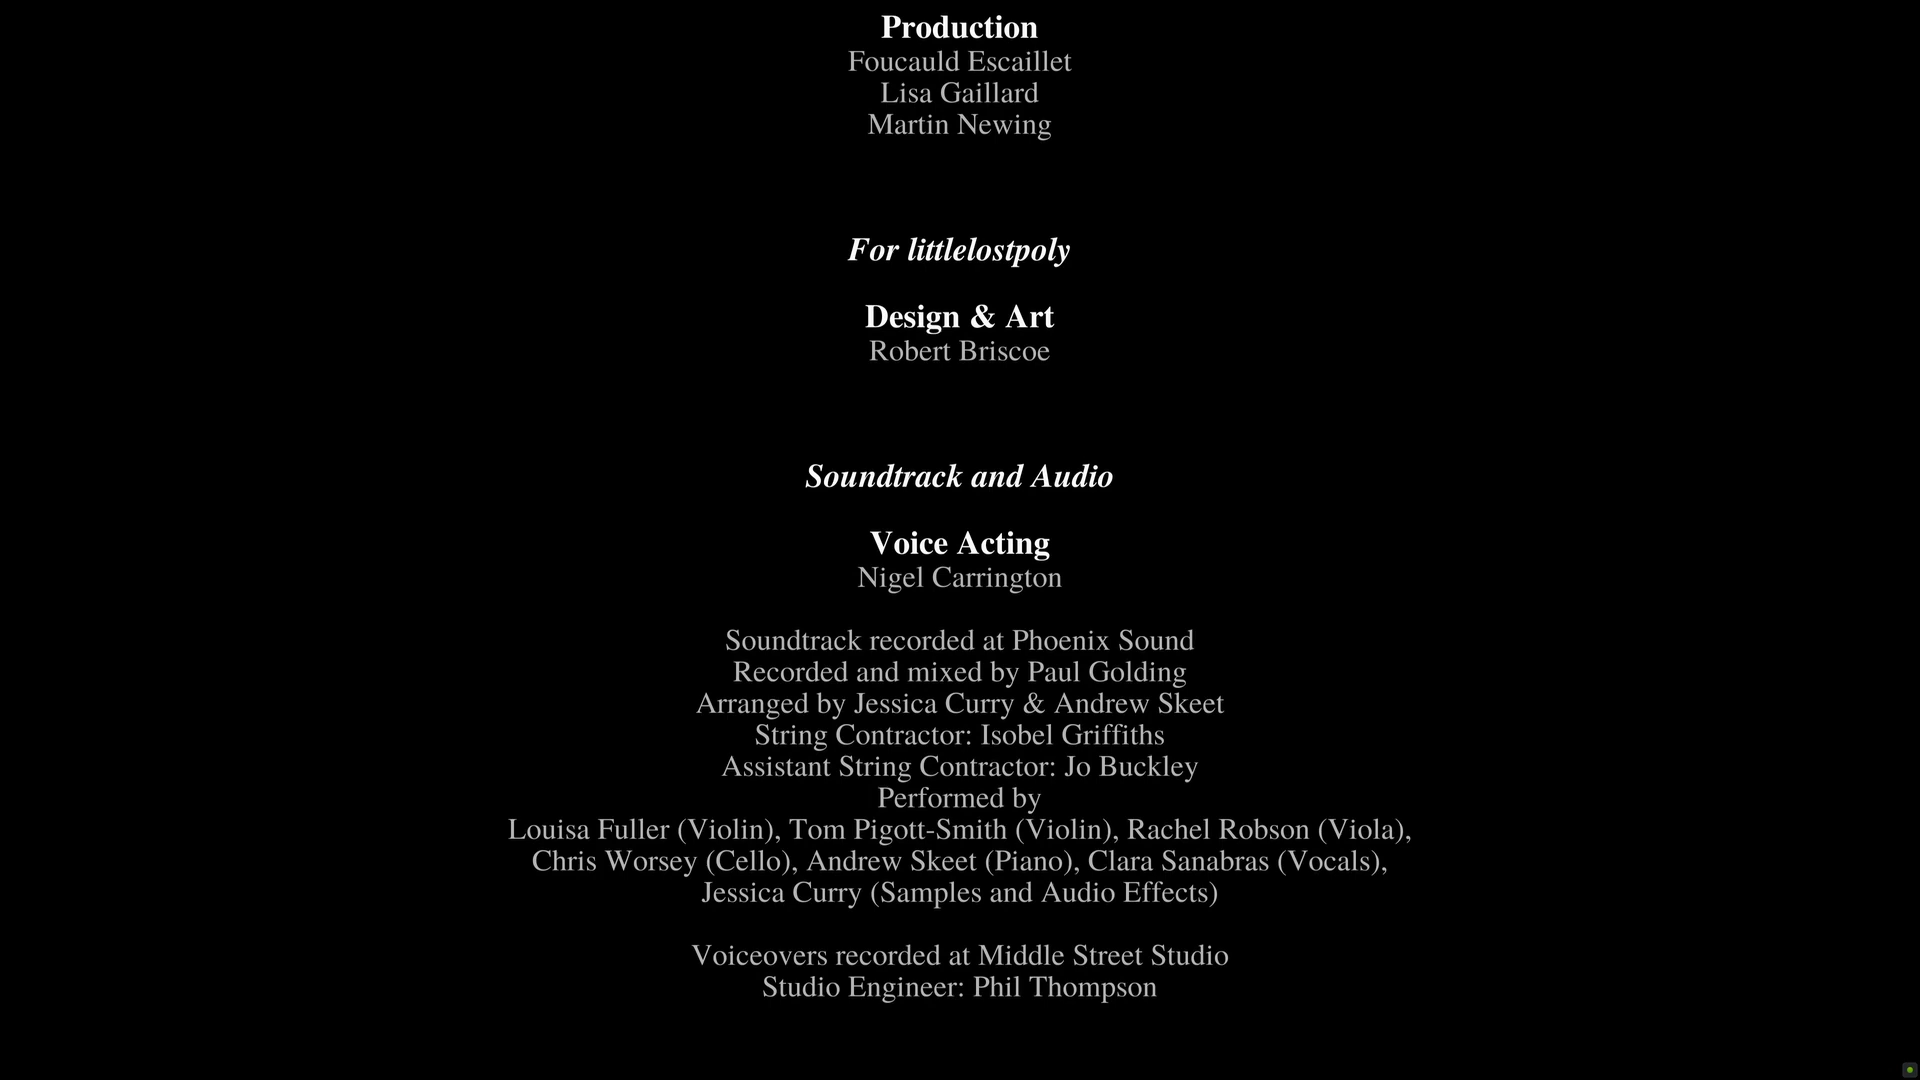 Production
Foucauld Escaillet
Lisa Gaillard
Martin Newing
For littlelostpoly
Design & Art
Robert Briscoe
Soundtrack and Audio
Voice Acting
Nigel Carrington
Soundtrack recorded at Phoenix Sound
Recorded and mixed by Paul Golding
Arranged by Jessica Curry & Andrew Skeet
String Contractor: Isobel Griffiths
Assistant String Contractor: Jo Buckley
Performed by
Louisa Fuller (Violin), Tom Pigott-Smith (Violin), Rachel Robson (Viola),
Chris Worsey (Cello), Andrew Skeet (Piano), Clara Sanabras (Vocals),
Jessica Curry (Samples and Audio Effects)
Voiceovers recorded at Middle Street Studio
Studio Engineer: Phil Thompson